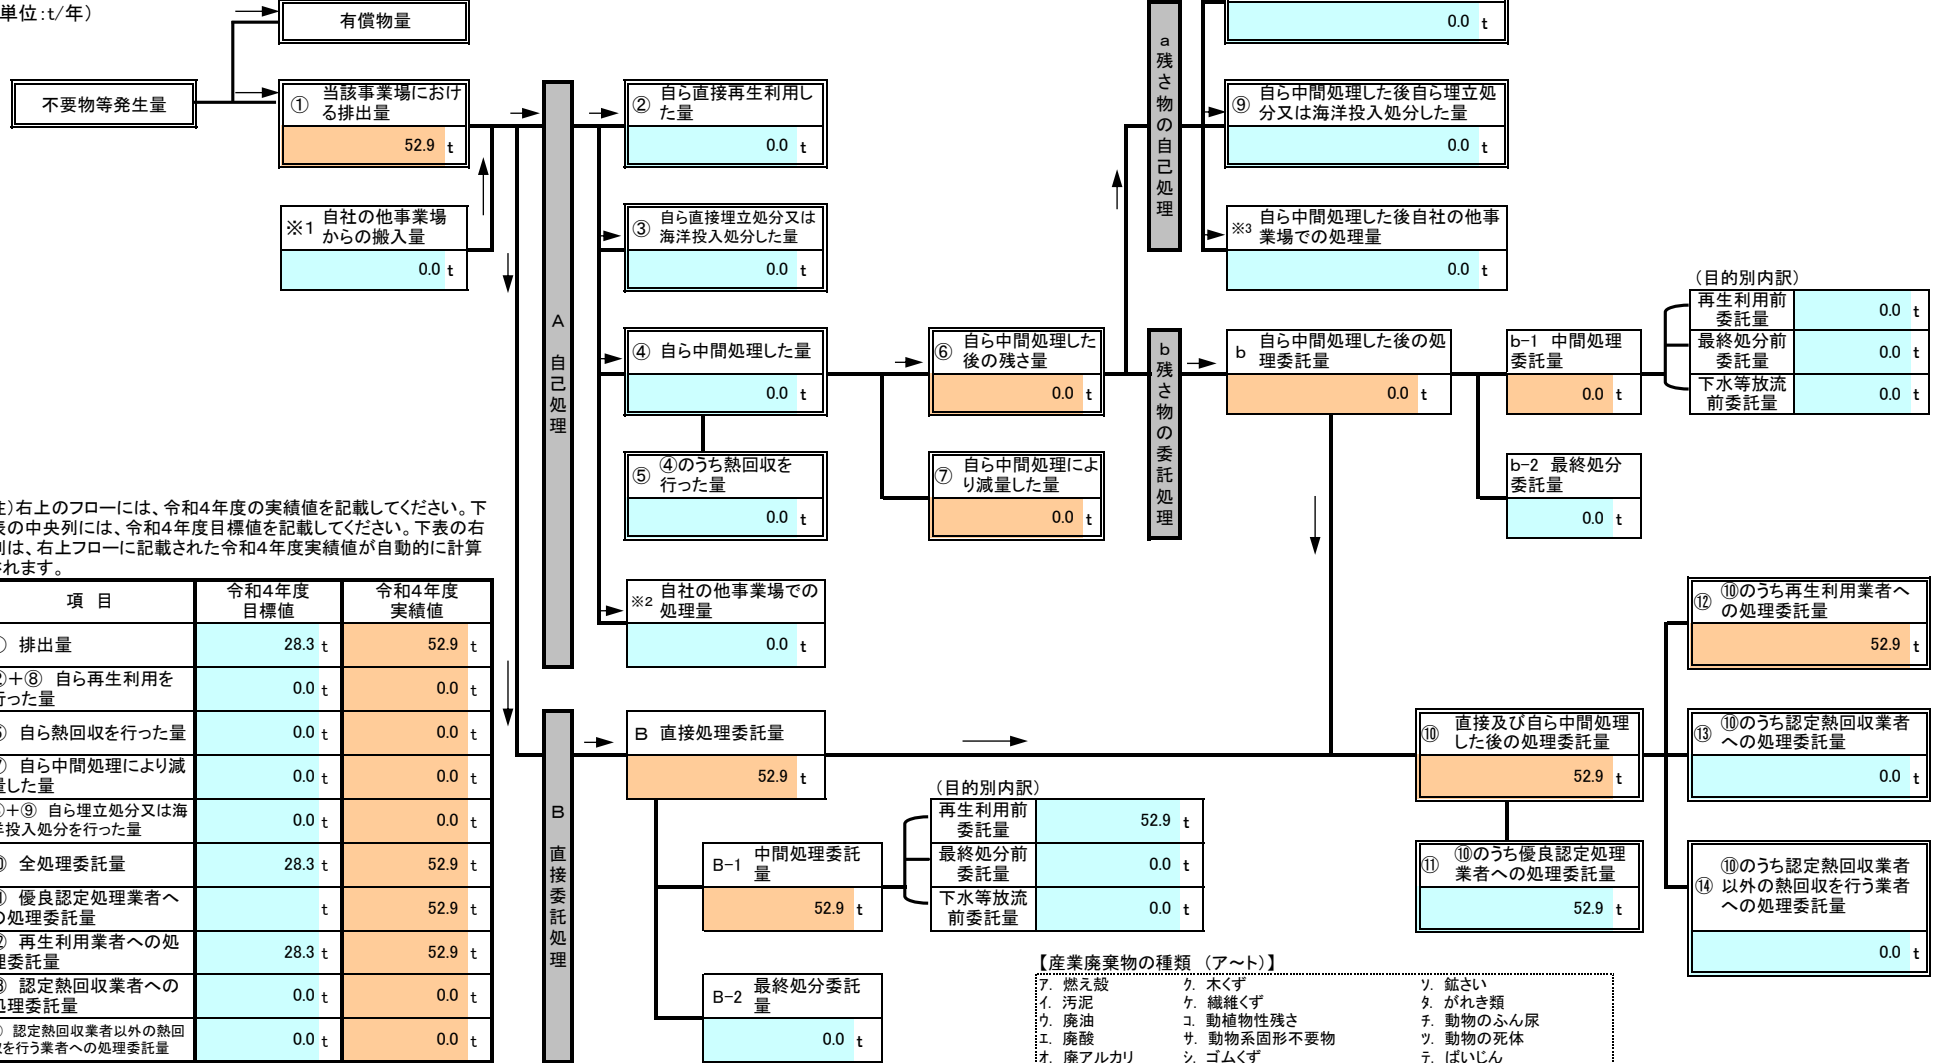 単位:t/年）
有償物量
不要物等発生量
① 当該事業場におけ
る排出量
52.9 t
※1 自社の他事業場
からの搬入量
0.0 t
A 自己処理
② 自ら直接再生利用し
た量
0.0 t
③ 自ら直接埋立処分又は
海洋投入処分した量
0.0 t
④ 自ら中間処理した量
0.0 t
⑤ ④のうち熱回収を
行った量
0.0 t
※2 自社の他事業場での
処理量
0.0 t
⑥ 自ら中間処理した
後の残さ量
0.0 t
⑦ 自ら中間処理によ
り減量した量
0.0 t
a 残さ物の自己処理
0.0 t
⑨ 自ら中間処理した後自ら埋立処
分又は海洋投入処分した量
0.0 t
※3 自ら中間処理した後自社の他事
業場での処理量
0.0 t
b 残さ物の委託処理
b 自ら中間処理した後の処
理委託量
0.0 t
b-1 中間処理
委託量
0.0 t
b-2 最終処分
委託量
0.0 t
（目的別内訳）
再生利用前
委託量
0.0 t
最終処分前
委託量
0.0 t
下水等放流
前委託量
0.0 t
B 直接委託処理
B 直接処理委託量
52.9 t
B-1 中間処理委託
量
52.9 t
B-2 最終処分委託
量
0.0 t
（目的別内訳）
再生利用前
委託量
52.9 t
最終処分前
委託量
0.0 t
下水等放流
前委託量
0.0 t
⑩ 直接及び自ら中間処理
した後の処理委託量
52.9 t
⑪ ⑩のうち優良認定処理
業者への処理委託量
52.9 t
⑫ ⑩のうち再生利用業者へ
の処理委託量
52.9 t
⑬ ⑩のうち認定熱回収業者
への処理委託量
0.0 t
⑭ ⑩のうち認定熱回収業者
以外の熱回収を行う業者
への処理委託量
0.0 t
）右上のフローには、令和4年度の実績値を記載してください。下
の中央列には、令和4年度目標値を記載してください。下表の右
は、右上フローに記載された令和4年度実績値が自動的に計算
れます。
項 目 令和4年度
目標値 令和4年度
実績値
排出量 28.3 t 52.9 t
＋⑧ 自ら再生利用を
行った量 0.0 t 0.0 t
自ら熱回収を行った量 0.0 t 0.0 t
自ら中間処理により減
量した量 0.0 t 0.0 t
＋⑨ 自ら埋立処分又は海
洋投入処分を行った量 0.0 t 0.0 t
全処理委託量 28.3 t 52.9 t
優良認定処理業者へ
の処理委託量 t 52.9 t
再生利用業者への処
理委託量 28.3 t 52.9 t
認定熱回収業者への
処理委託量 0.0 t 0.0 t
認定熱回収業者以外の熱回
収を行う業者への処理委託量 0.0 t 0.0 t
【産業廃棄物の種類 （ア～ト）】
ア. 燃え殻 ク. 木くず ソ. 鉱さい
イ. 汚泥 ケ. 繊維くず タ. がれき類
ウ. 廃油 コ. 動植物性残さ チ. 動物のふん尿
エ. 廃酸 サ. 動物系固形不要物 ツ. 動物の死体
オ. 廃アルカリ シ. ゴムくず テ. ばいじん